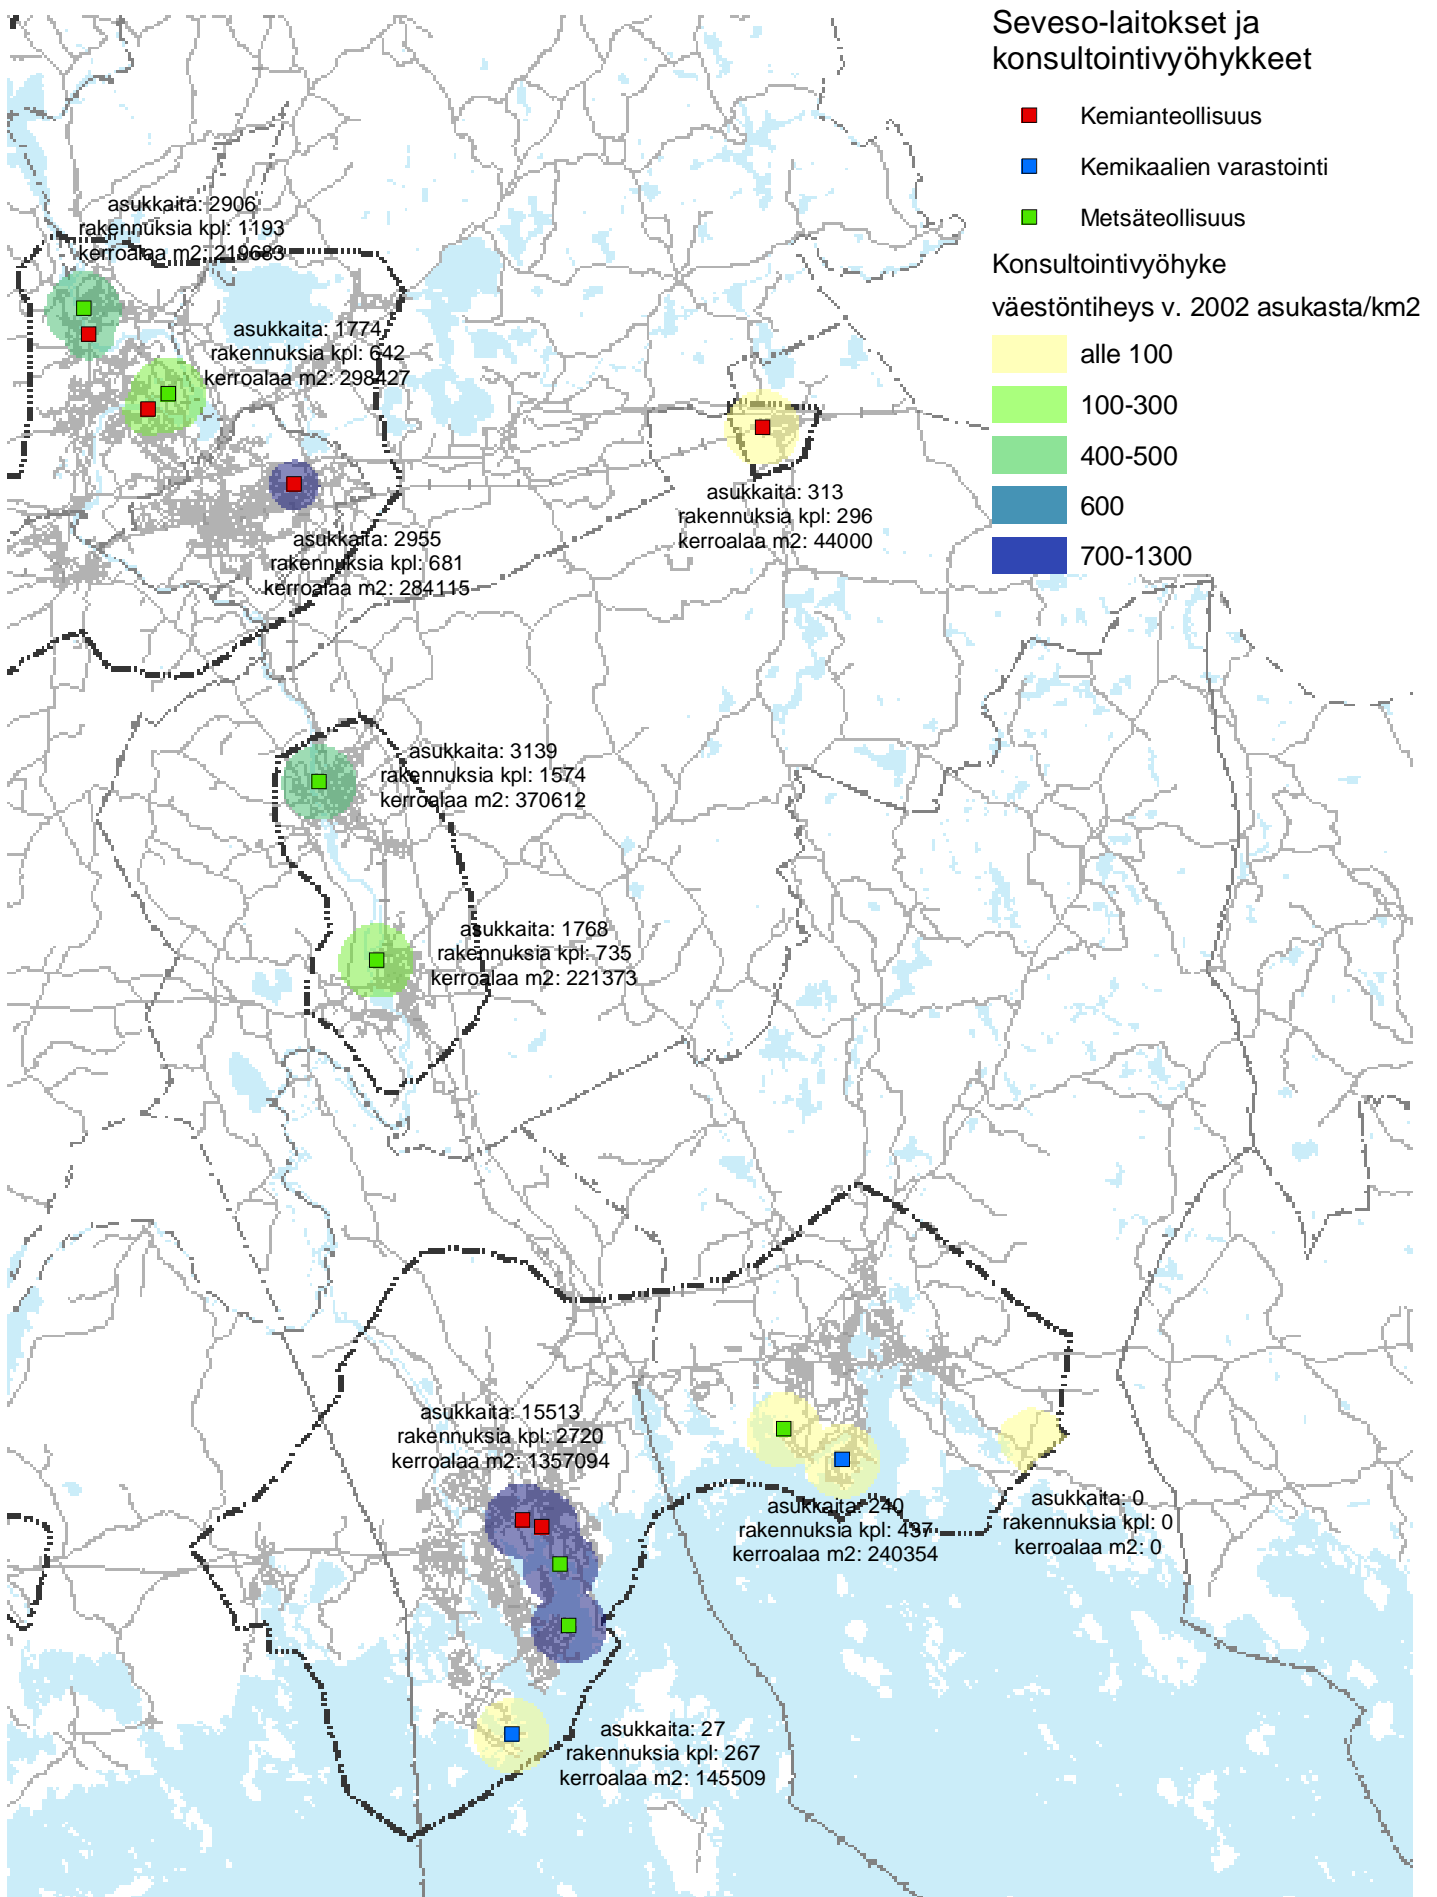 Seveso-laitokset ja
konsultointivyöhykkeet
Kemianteollisuus
Kemikaalien varastointi
Metsäteollisuus
Konsultointivyöhyke
väestöntiheys v. 2002 asukasta/km2
alle 100
100-300
400-500
600
700-1300
asukkaita: 2906
rakennuksia kpl: 1193
kerroalaa m2: 219683
asukkaita: 1774
rakennuksia kpl: 642
kerroalaa m2: 298427
asukkaita: 2955
rakennuksia kpl: 681
kerroalaa m2: 284115
asukkaita: 313
rakennuksia kpl: 296
kerroalaa m2: 44000
asukkaita: 3139
rakennuksia kpl: 1574
kerroalaa m2: 370612
asukkaita: 1768
rakennuksia kpl: 735
kerroalaa m2: 221373
asukkaita: 15513
rakennuksia kpl: 2720
kerroalaa m2: 1357094
asukkaita: 240
rakennuksia kpl: 437
kerroalaa m2: 240354
asukkaita: 0
rakennuksia kpl: 0
kerroalaa m2: 0
asukkaita: 27
rakennuksia kpl: 267
kerroalaa m2: 145509